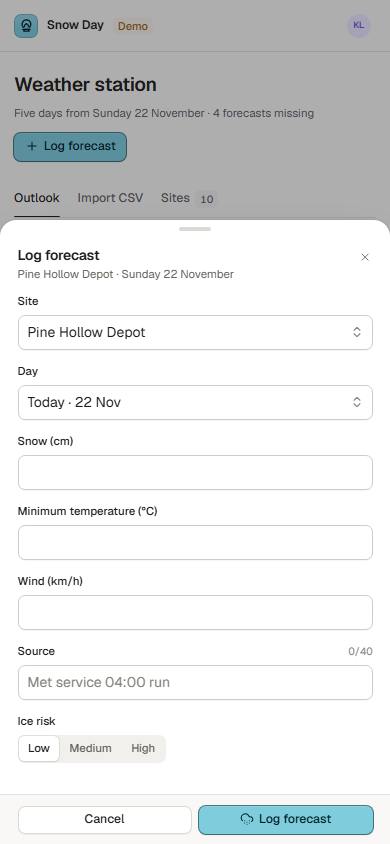 Snow Day Demo KL
Weather station
Five days from Sunday 22 November · 4 forecasts missing
Log forecast
Outlook Import CSV Sites 10
Log forecast
Pine Hollow Depot · Sunday 22 November
Site
Pine Hollow Depot
Day
Today · 22 Nov
Snow (cm)
Minimum temperature (°C)
Wind (km/h)
Source 0/40
Met service 04:00 run
Ice risk
Low Medium High
Cancel Log forecast